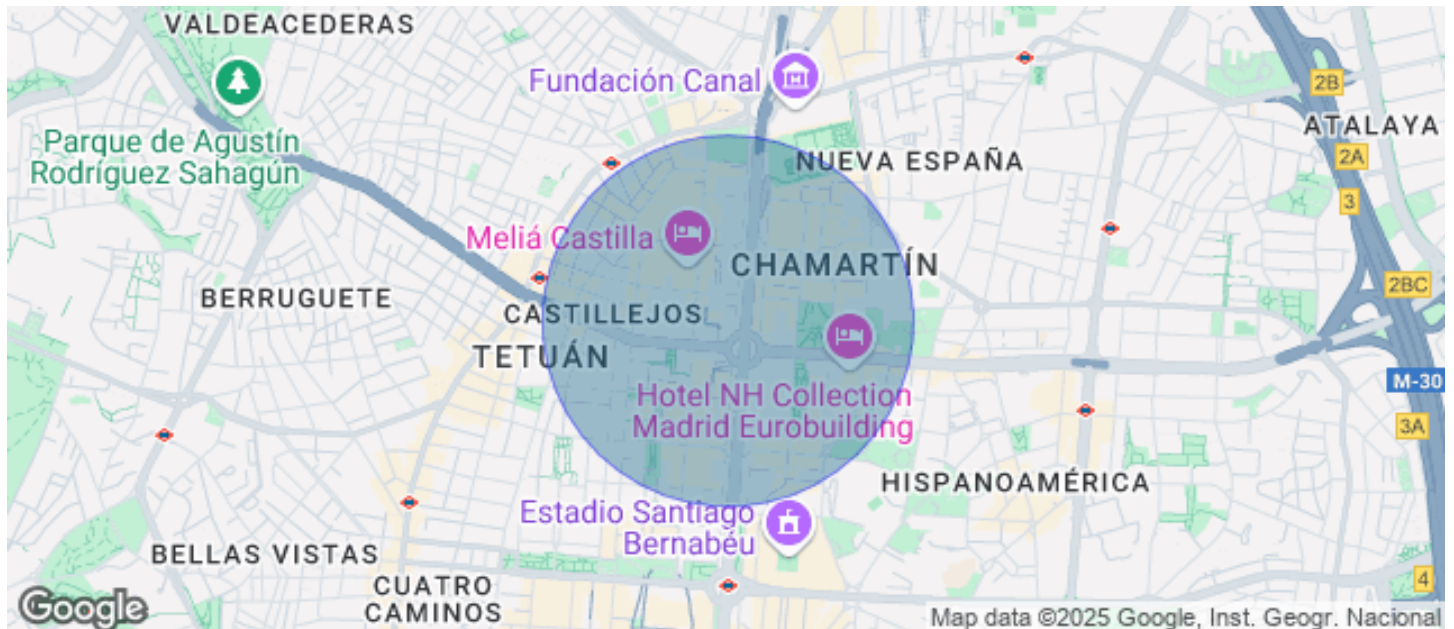 VALDEACEDERAS
Fundación Canal
2B
Parque de Agustín
Rodríguez Sahagún
ATALAYA
NUEVA ESPAÑA
2A
3
Meliá Castilla
CHAMARTÍN
2BC
BERRUGUETE
CASTILLEJOS
TETUÁN
M-30
Hotel NH Collection
Madrid Eurobuilding
3A
HISPANOAMÉRICA
Estadio Santiago
Bernabéu
BELLAS VISTAS
CUATRO
CAMINOS
4
Google
Map data ©2025 Google, Inst. Geogr. Nacional